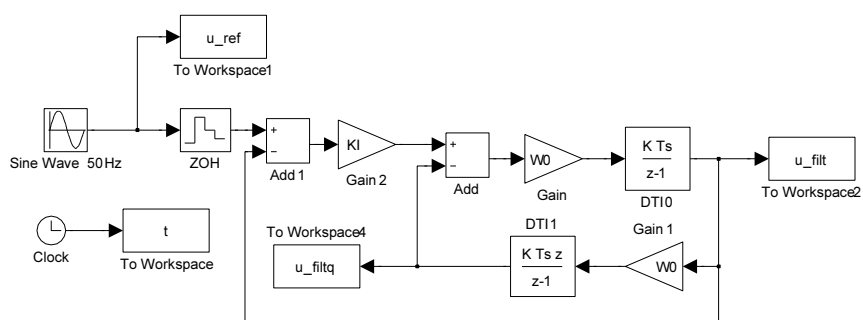 u_ref
To Workspace1
Sine Wave 50Hz
ZOH
+
−
Add 1
KI
Gain 2
+
−
Add
W0
Gain
K Ts
z-1
DTI0
u_filt
To Workspace2
Clock
t
To Workspace
To Workspace4
u_filtq
DTI1
K Ts z
z-1
Gain 1
W0